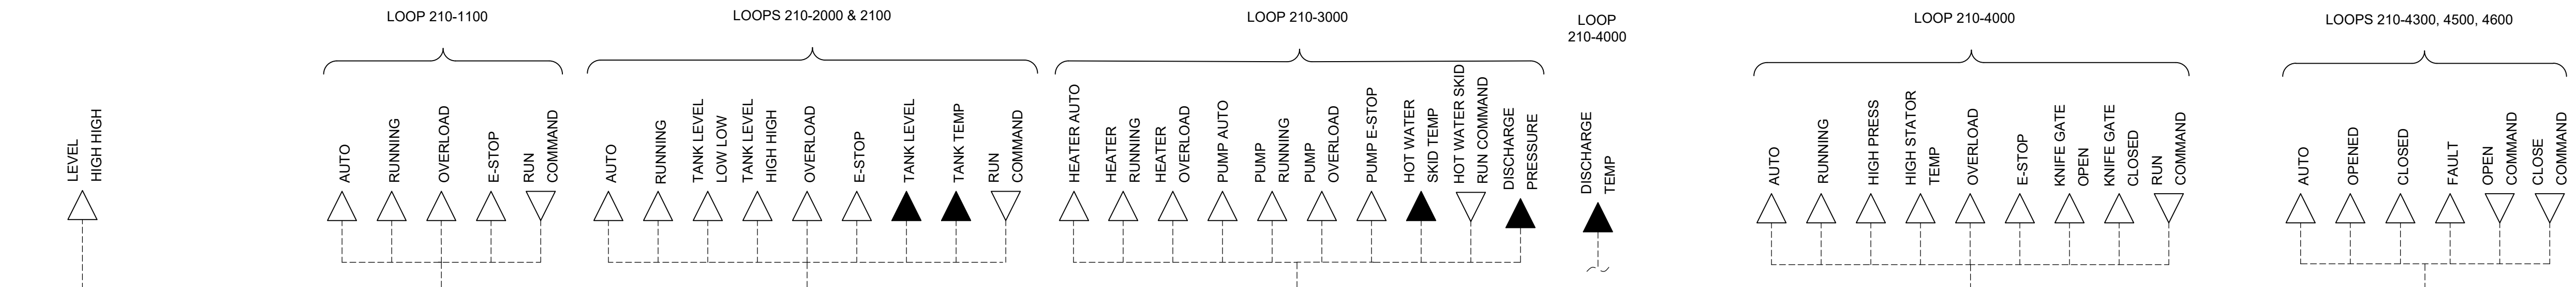 LOOP 210-1100
LOOPS 210-2000 & 2100
LOOP 210-3000
LOOP
210-4000
LOOP 210-4000
LOOPS 210-4300, 4500, 4600
LEVEL
HIGH HIGH
AUTO
RUNNING
OVERLOAD
E-STOP
RUN
COMMAND
AUTO
RUNNING
TANK LEVEL
LOW LOW
TANK LEVEL
HIGH HIGH
OVERLOAD
E-STOP
TANK LEVEL
TANK TEMP
RUN
COMMAND
HEATER AUTO
HEATER
RUNNING
HEATER
OVERLOAD
PUMP AUTO
PUMP
RUNNING
PUMP
OVERLOAD
PUMP E-STOP
HOT WATER
SKID TEMP
HOT WATER SKID
RUN COMMAND
DISCHARGE
PRESSURE
DISCHARGE
TEMP
AUTO
RUNNING
HIGH PRESS
HIGH STATOR
TEMP
OVERLOAD
E-STOP
KNIFE GATE
OPEN
KNIFE GATE
CLOSED
RUN
COMMAND
AUTO
OPENED
CLOSED
FAULT
OPEN
COMMAND
CLOSE
COMMAND